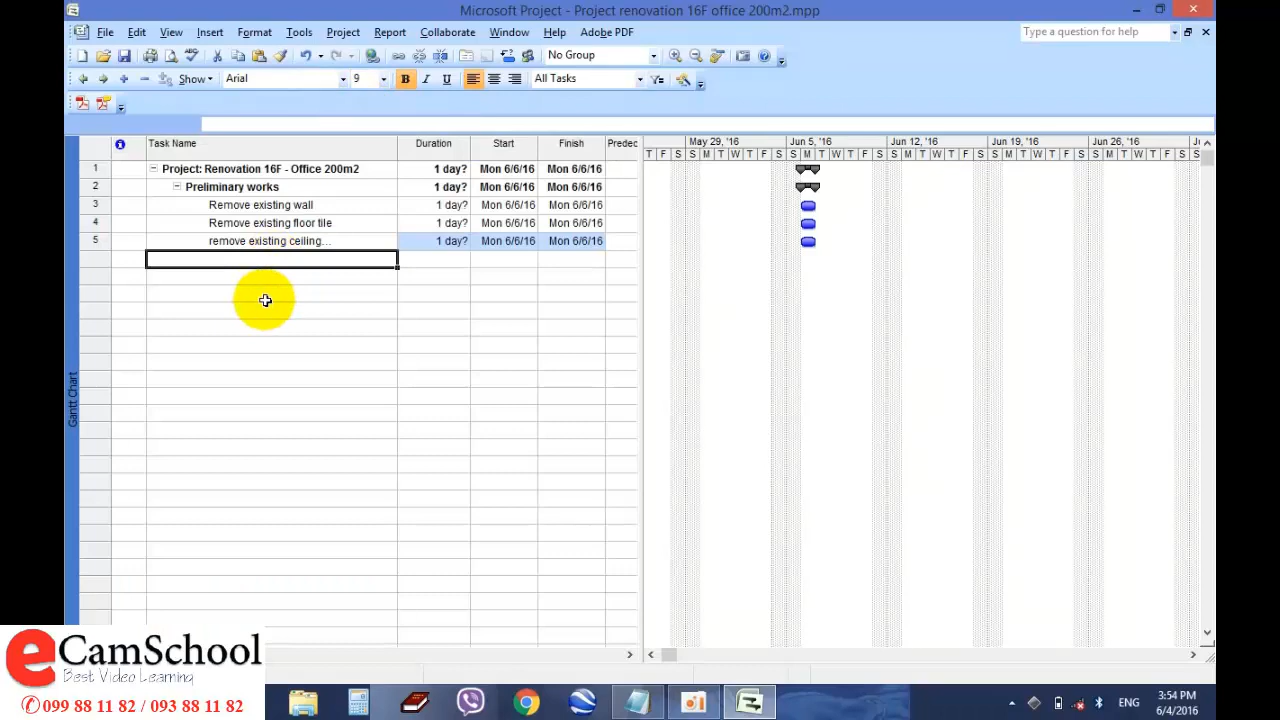 Microsoft Project - Project renovation 16F office 200m2.mpp
File Edit View Insert Format Tools Project Report Collaborate Window Help Adobe PDF
Type a question for help
No Group
Show Arial 9 B I U All Tasks
Task Name Duration Start Finish Predec
May 29, '16 Jun 5, '16 Jun 12, '16 Jun 19, '16 Jun 26, '16
T F S S M T W T F S S M T W T F S S M T W T F S S M T W T F S S M T W T F S
1 Project: Renovation 16F - Office 200m2 1 day? Mon 6/6/16 Mon 6/6/16
2 Preliminary works 1 day? Mon 6/6/16 Mon 6/6/16
3 Remove existing wall 1 day? Mon 6/6/16 Mon 6/6/16
4 Remove existing floor tile 1 day? Mon 6/6/16 Mon 6/6/16
5 remove existing ceiling... 1 day? Mon 6/6/16 Mon 6/6/16
Gantt Chart
eCamSchool
Best Video Learning
099 88 11 82 / 093 88 11 82
ENG
3:54 PM
6/4/2016